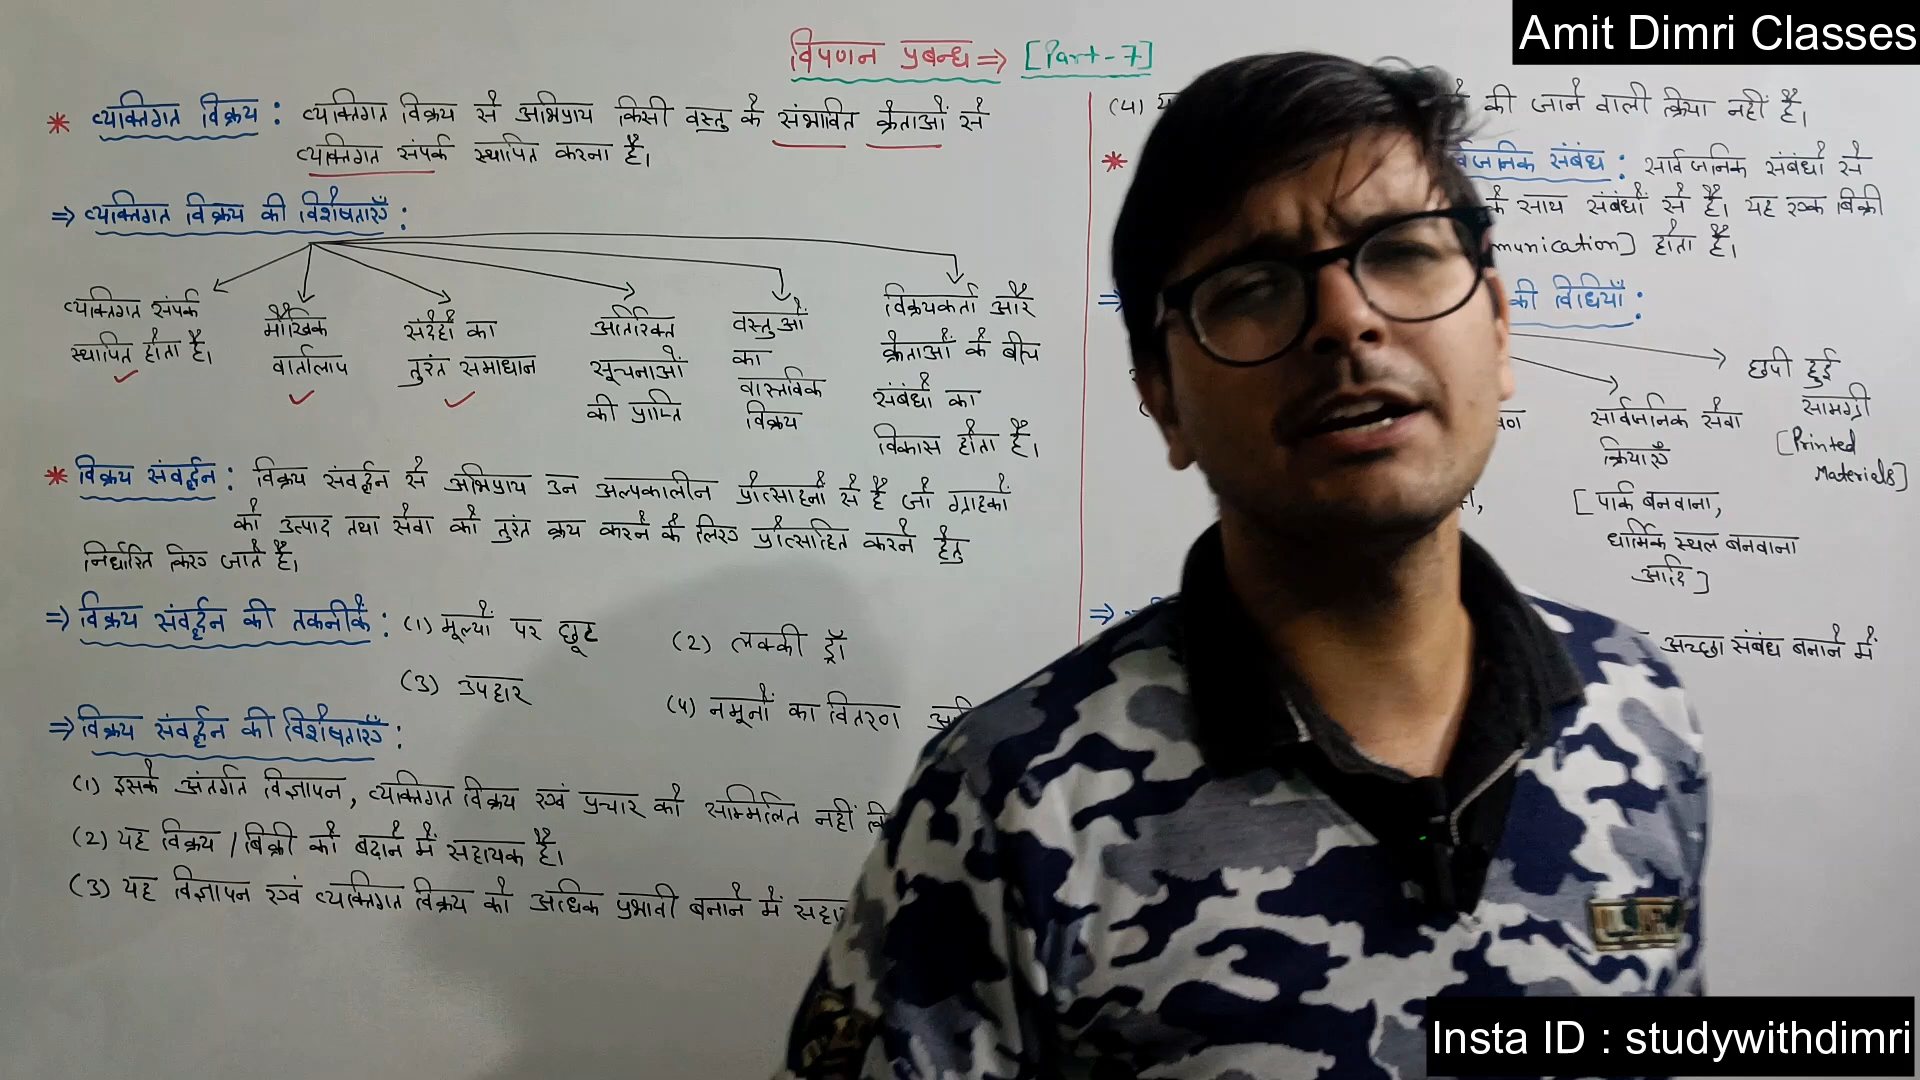 Amit Dimri Classes
विपणन प्रबन्ध ⇒ [Part-7]
* व्यक्तिगत विक्रय : व्यक्तिगत विक्रय से अभिप्राय किसी वस्तु के संभावित क्रेताओं से
व्यक्तिगत संपर्क स्थापित करना है।
⇒ व्यक्तिगत विक्रय की विशेषताएँ :
व्यक्तिगत संपर्क
स्थापित होता है।
मौखिक
वार्तालाप
संदेहों का
तुरंत समाधान
अतिरिक्त
सूचनाओं
की प्राप्ति
वस्तुओं
का
वास्तविक
विक्रय
विक्रयकर्ता और
क्रेताओं के बीच
संबंधों का
विकास होता है।
* विक्रय संवर्द्धन : विक्रय संवर्द्धन से अभिप्राय उन अल्पकालीन प्रोत्साहनों से है जो ग्राहकों
को उत्पाद तथा सेवा को तुरंत क्रय करने के लिए प्रोत्साहित करने हेतु
निर्धारित किए जाते है।
⇒ विक्रय संवर्द्धन की तकनीकें : (1) मूल्यों पर छूट
(2) लक्की ड्रॉ
(3) उपहार
(4) नमूनों का वितरण
⇒ विक्रय संवर्द्धन की विशेषताएँ :
(1) इसके अंतर्गत विज्ञापन, व्यक्तिगत विक्रय एवं प्रचार को सम्मिलित नहीं
(2) यह विक्रय / बिक्री को बढ़ाने में सहायक है।
(3) यह विज्ञापन एवं व्यक्तिगत विक्रय को अधिक प्रभावी बनाने में
(4)
की जाने वाली क्रिया नहीं है।
*
संबंध : सार्वजनिक संबंधों से
के साथ संबंधों से है। यह एक बिक्री
munication] होता है।
⇒
की विधियाँ :
छपी हुई
सामग्री
[Printed
Materials]
सार्वजनिक सेवा
क्रियाएँ
[पार्क बनवाना,
धार्मिक स्थल बनवाना
आदि]
⇒
अच्छा संबंध बनाने में
Insta ID : studywithdimri